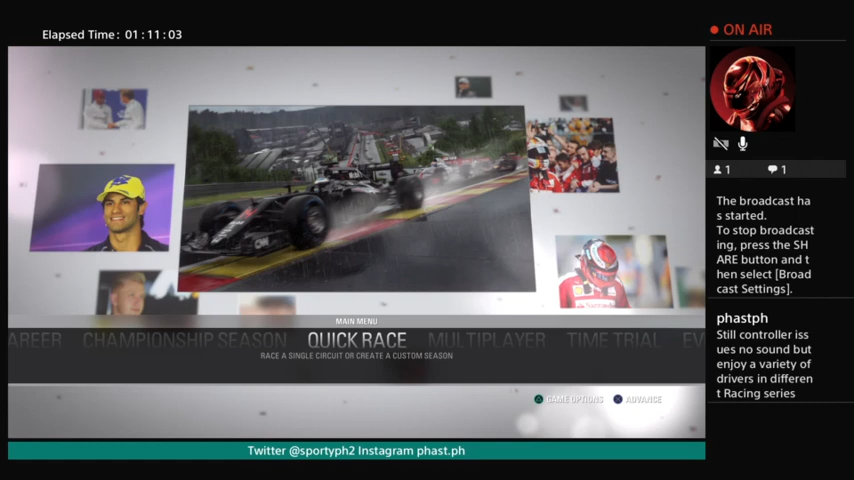 Elapsed Time: 01:11:03
ON AIR
1
1
The broadcast ha
s started.
To stop broadcast
ing, press the SH
ARE button and t
hen select [Broad
cast Settings].
phastph
Still controller iss
ues no sound but
enjoy a variety of
drivers in differen
t Racing series
MAIN MENU
AREER CHAMPIONSHIP SEASON QUICK RACE MULTIPLAYER TIME TRIAL EV
RACE A SINGLE CIRCUIT OR CREATE A CUSTOM SEASON
GAME OPTIONS ADVANCE
Twitter @sportyph2 Instagram phast.ph